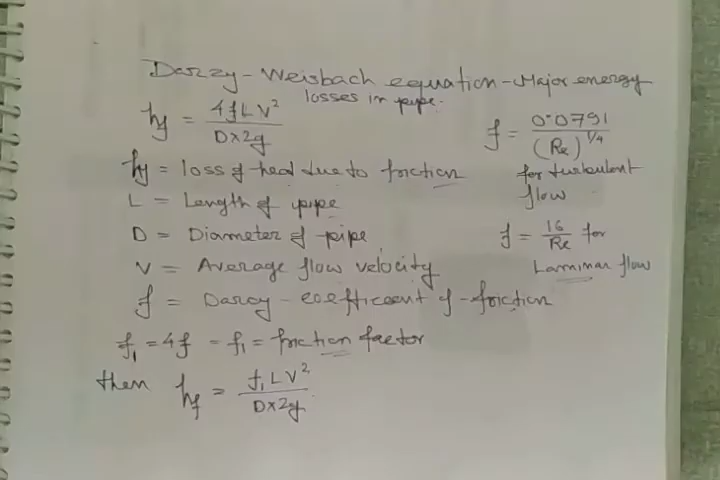 Darzy-Weisbach equation-Major energy
losses in pipe.
hf = 4fLV² / D×2g
f = 0.0791 / (Re)^1/4
for turbulent
flow
hf = loss of head due to friction
L = Length of pipe
D = Diameter of pipe
f = 16/Re for
Laminar flow
V = Average flow velocity
f = Darcy-coefficient of friction
f₁ = 4f = f₁ = friction factor
then hf = f₁LV² / D×2g